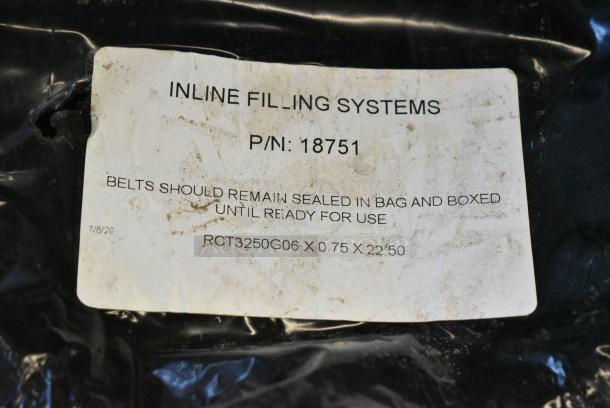 INLINE FILLING SYSTEMS
P/N: 18751
BELTS SHOULD REMAIN SEALED IN BAG AND BOXED
UNTIL READY FOR USE
7/8/20
RCT3250G06 X 0.75 X 22.50